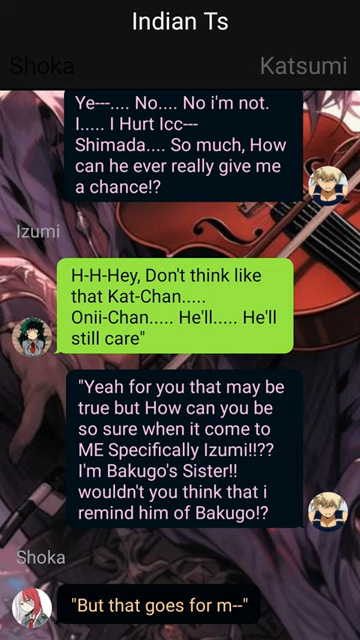 Indian Ts
Shoka Katsumi
Ye---.... No.... No i'm not.
I..... I Hurt Icc---
Shimada.... So much, How
can he ever really give me
a chance!?
Izumi
H-H-Hey, Don't think like
that Kat-Chan.....
Onii-Chan..... He'll..... He'll
still care"
"Yeah for you that may be
true but How can you be
so sure when it come to
ME Specifically Izumi!!??
I'm Bakugo's Sister!!
wouldn't you think that i
remind him of Bakugo!?
Shoka
"But that goes for m--"